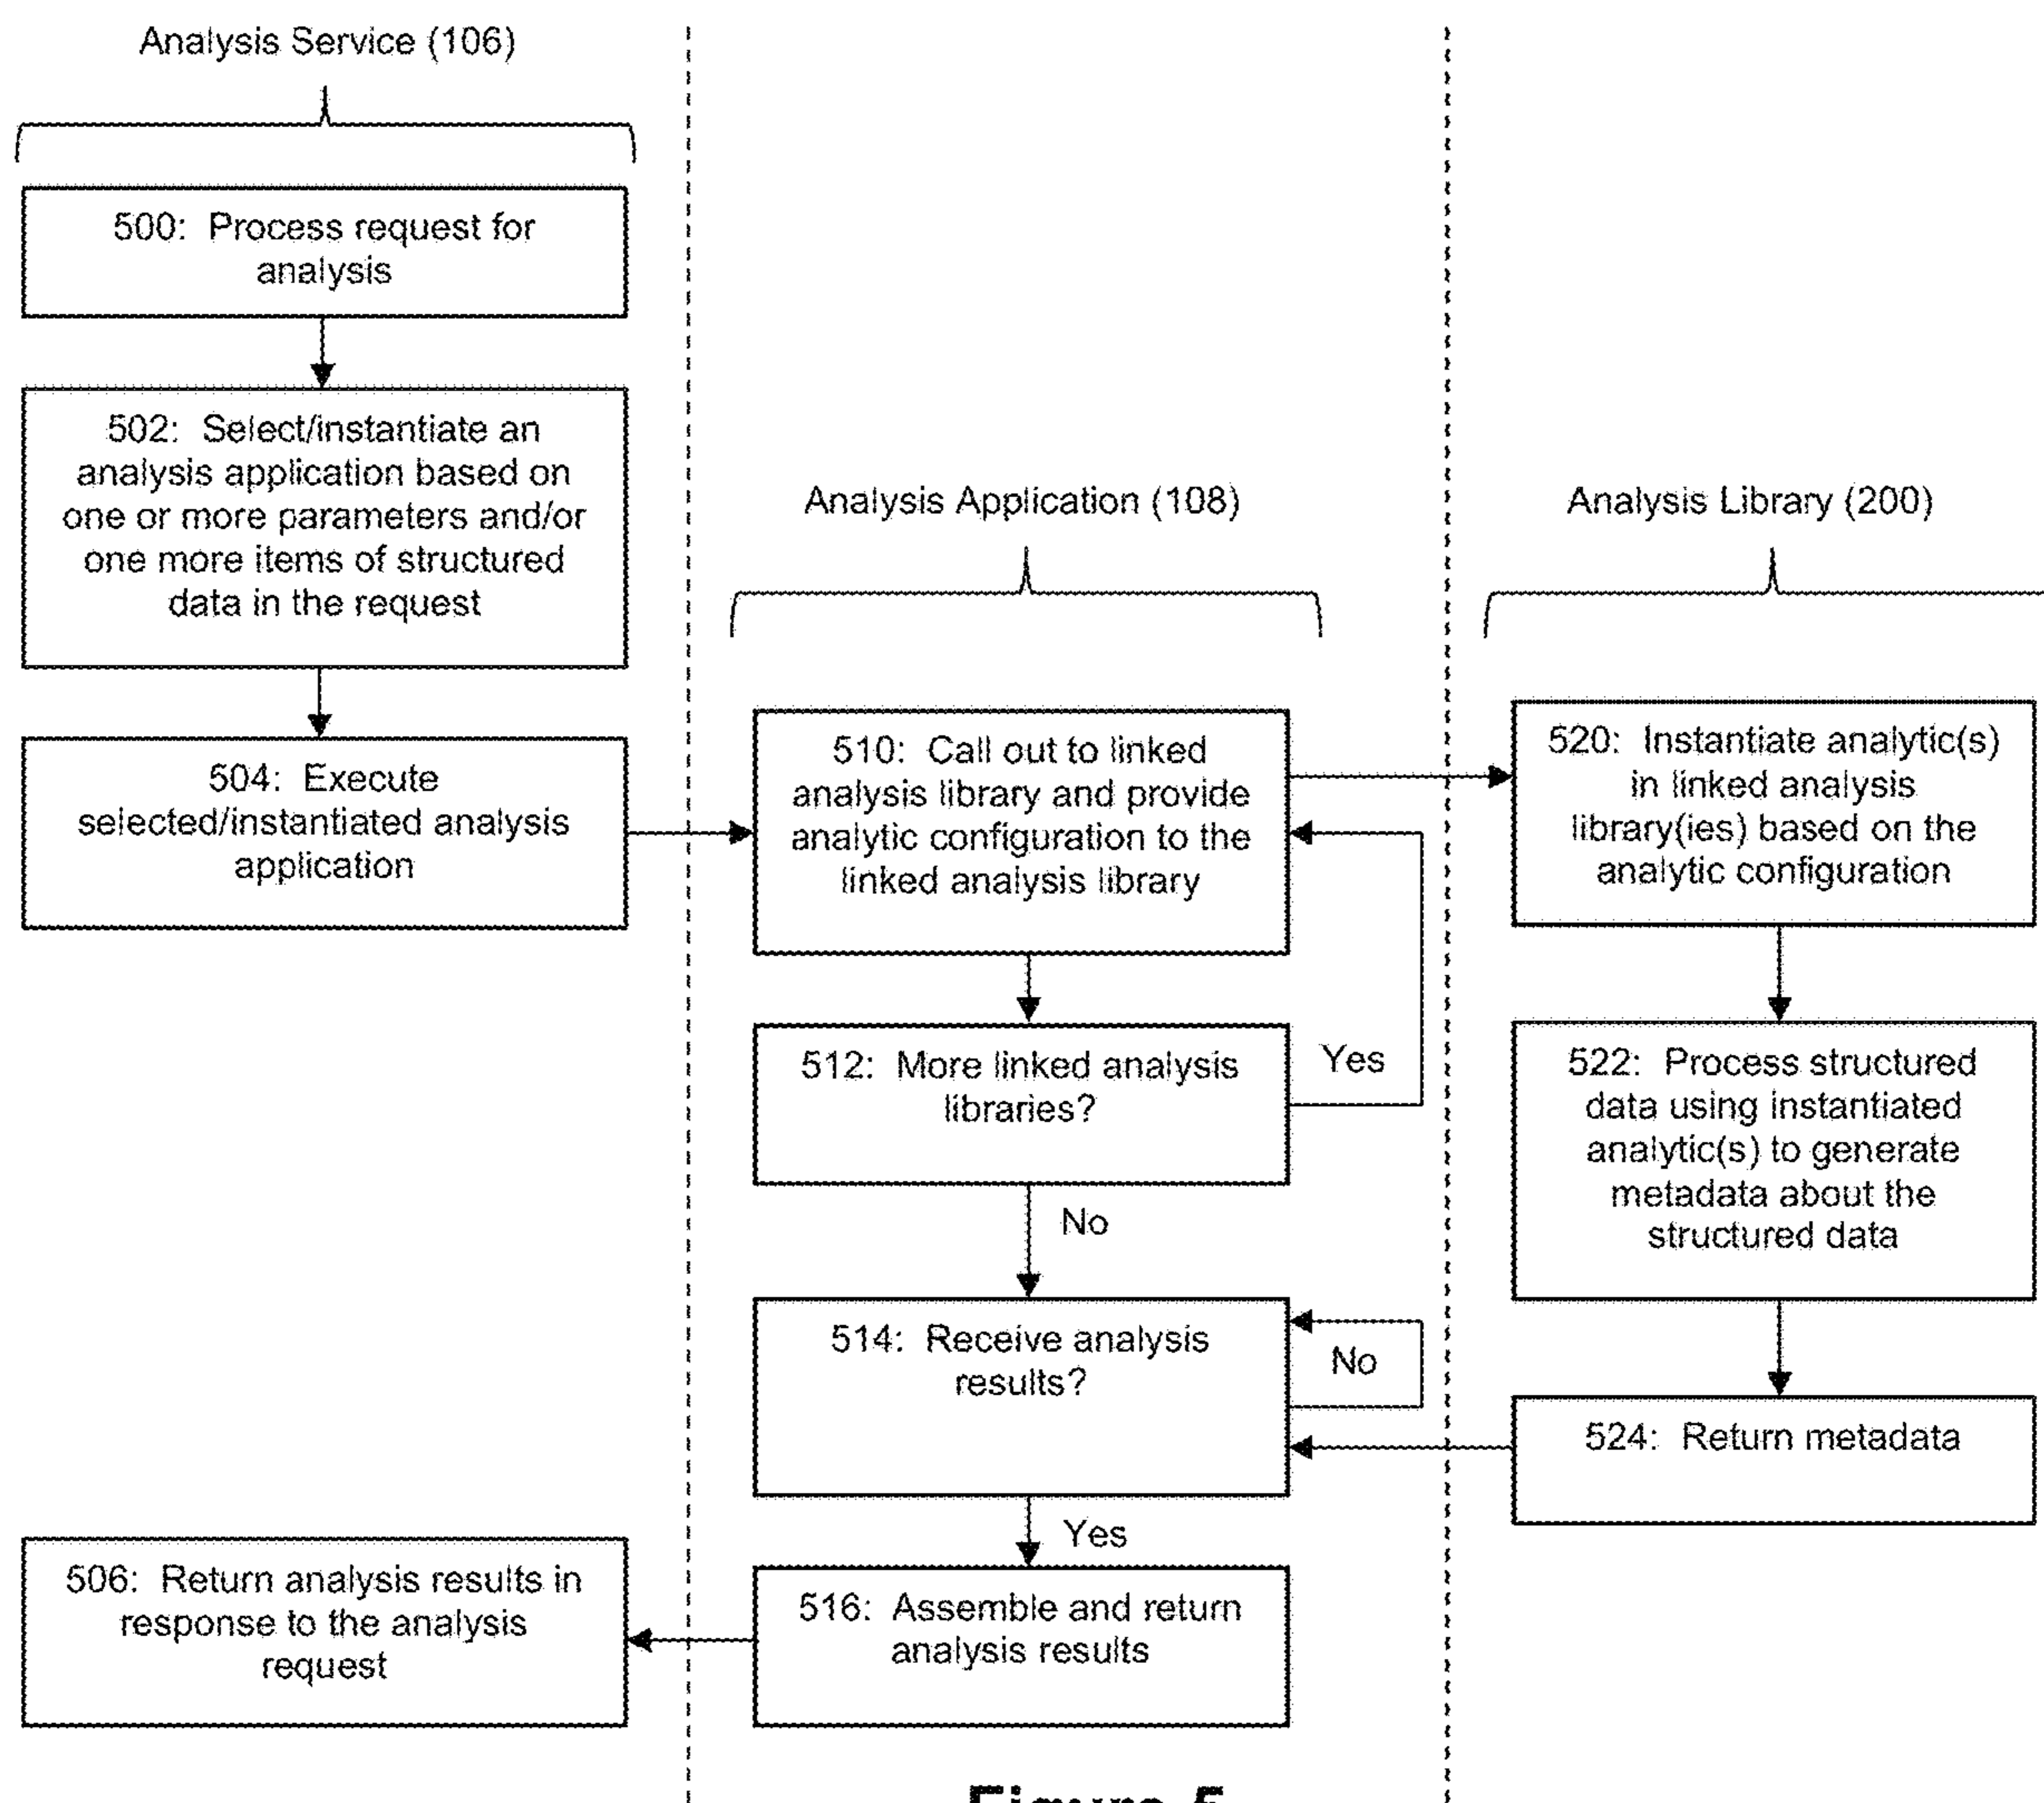 Analysis Service (106)
500: Process request for
analysis
502: Select/instantiate an
analysis application based on
one or more parameters and/or
one more items of structured
data in the request
504: Execute
selected/instantiated analysis
application
506: Return analysis results in
response to the analysis
request
Analysis Application (108)
510: Call out to linked
analysis library and provide
analytic configuration to the
linked analysis library
512: More linked analysis
libraries?
Yes
No
514: Receive analysis
results?
No
Yes
516: Assemble and return
analysis results
Analysis Library (200)
520: Instantiate analytic(s)
in linked analysis
library(ies) based on the
analytic configuration
522: Process structured
data using instantiated
analytic(s) to generate
metadata about the
structured data
524: Return metadata
Figure 5